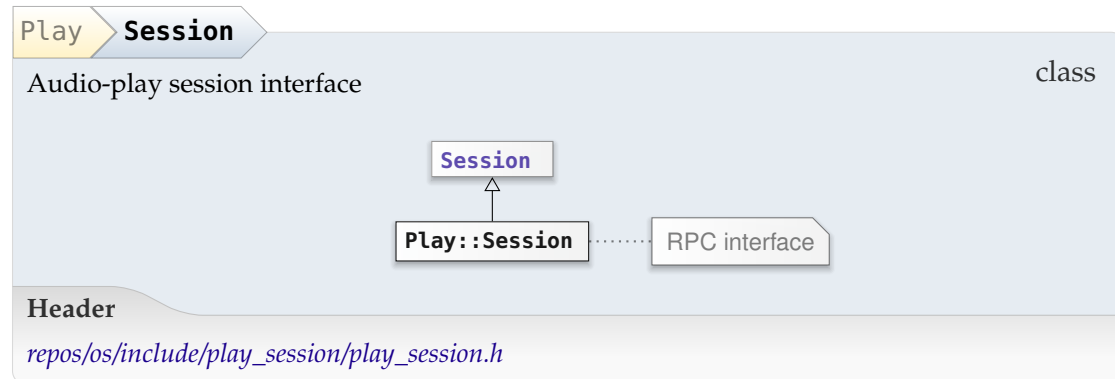 Play Session
class
Audio-play session interface
Session
Play::Session RPC interface
Header
repos/os/include/play_session/play_session.h